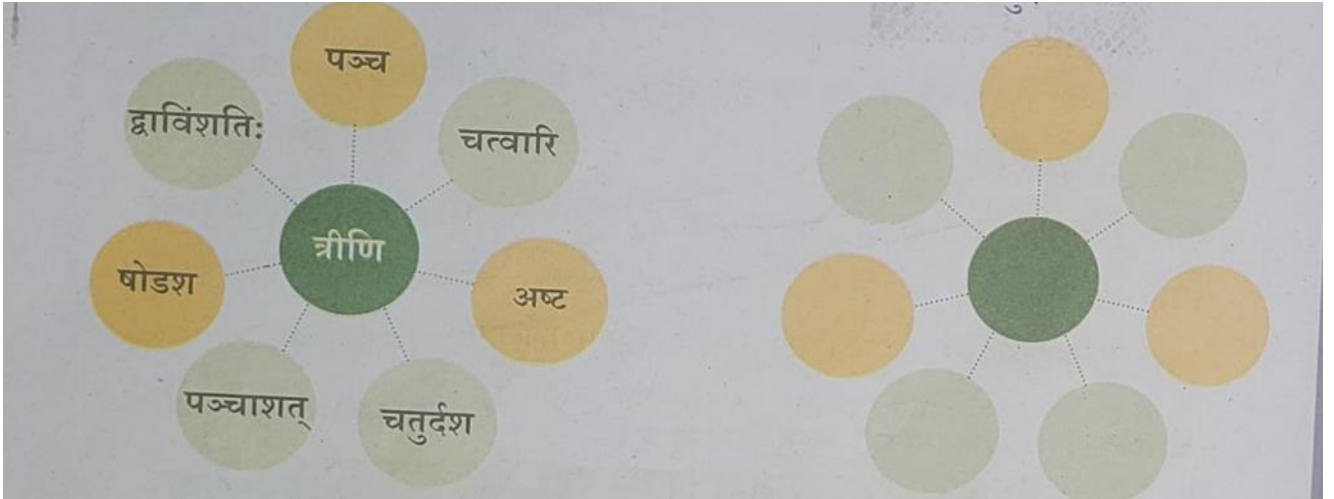 पञ्च
द्वाविंशतिः
चत्वारि
त्रीणि
षोडश
अष्ट
पञ्चाशत्
चतुर्दश